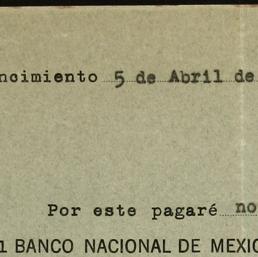 ncimiento 5 de Abril de
Por este pagaré no
l BANCO NACIONAL DE MEXIC